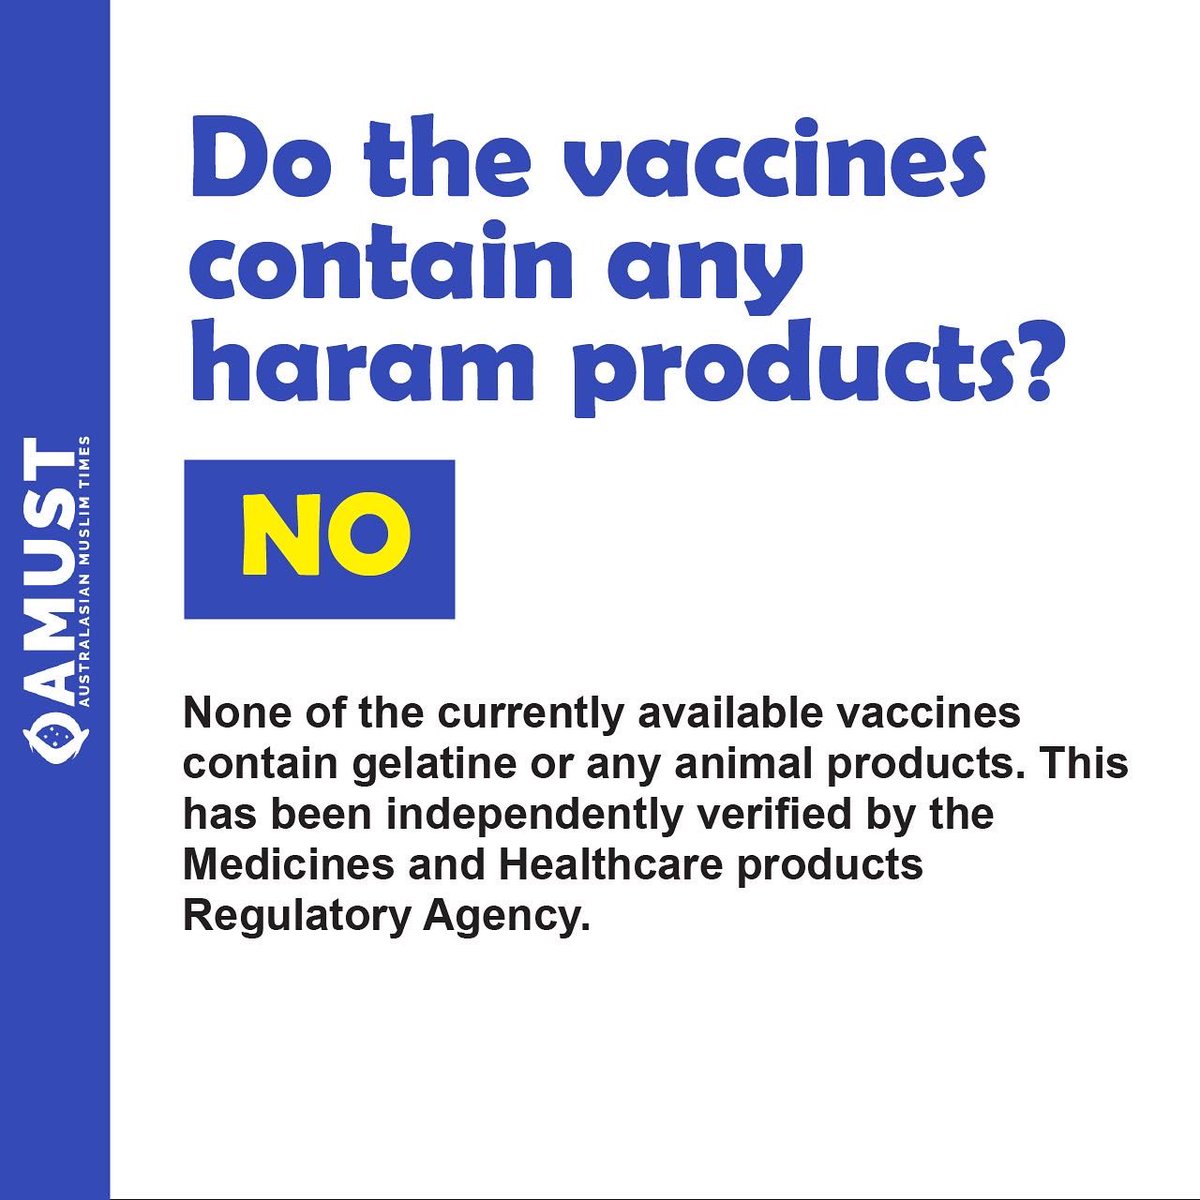 Do the vaccines
contain any
haram products?
NO
None of the currently available vaccines
contain gelatine or any animal products. This
has been independently verified by the
Medicines and Healthcare products
Regulatory Agency.
AMUST
AUSTRALASIAN MUSLIM TIMES